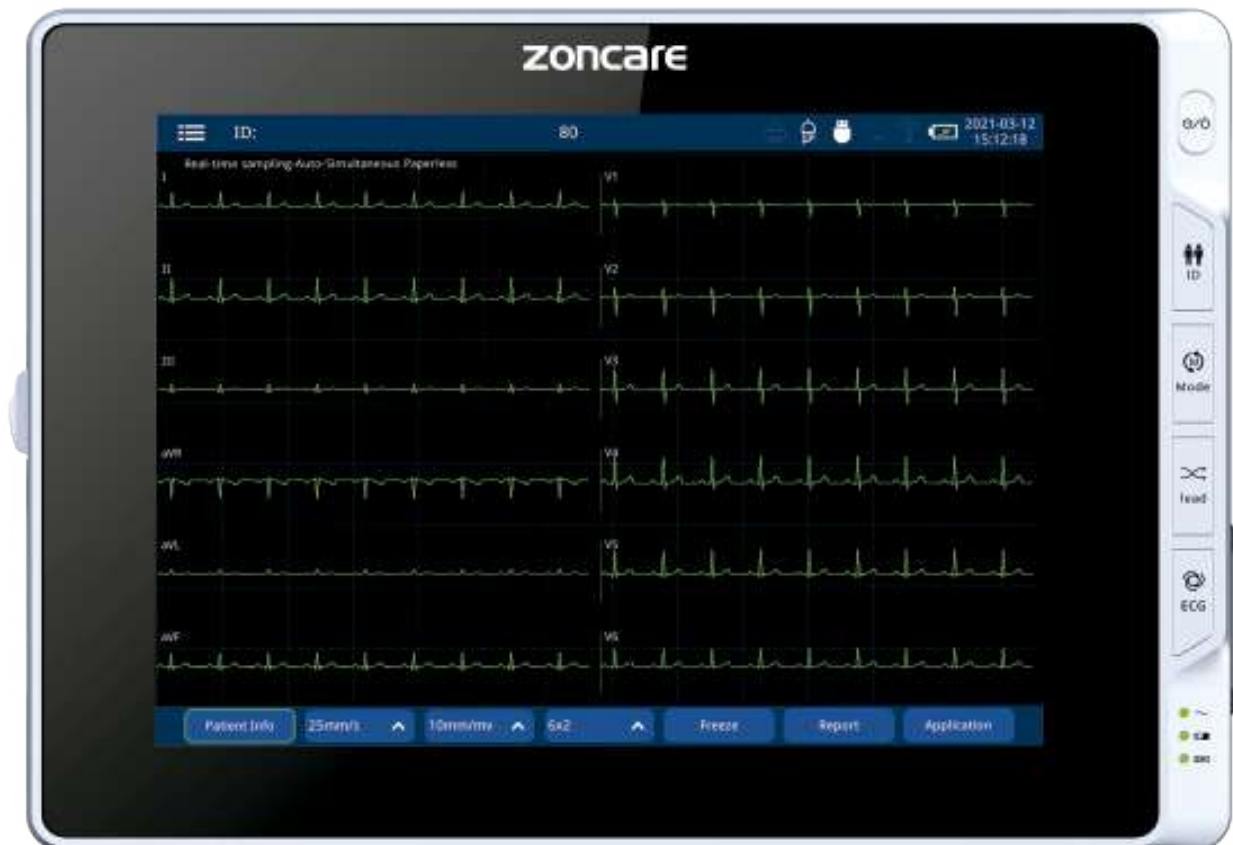 zoncare
ID: 80 2021-03-12
15:12:18
Real-time sampling-Auto-Simultaneous Paperless
I V1
II V2
III V3
aVR V4
aVL V5
aVF V6
Patient Info 25mm/s 10mm/mv 6x2 Freeze Report Application
ID
Mode
lead
ECG